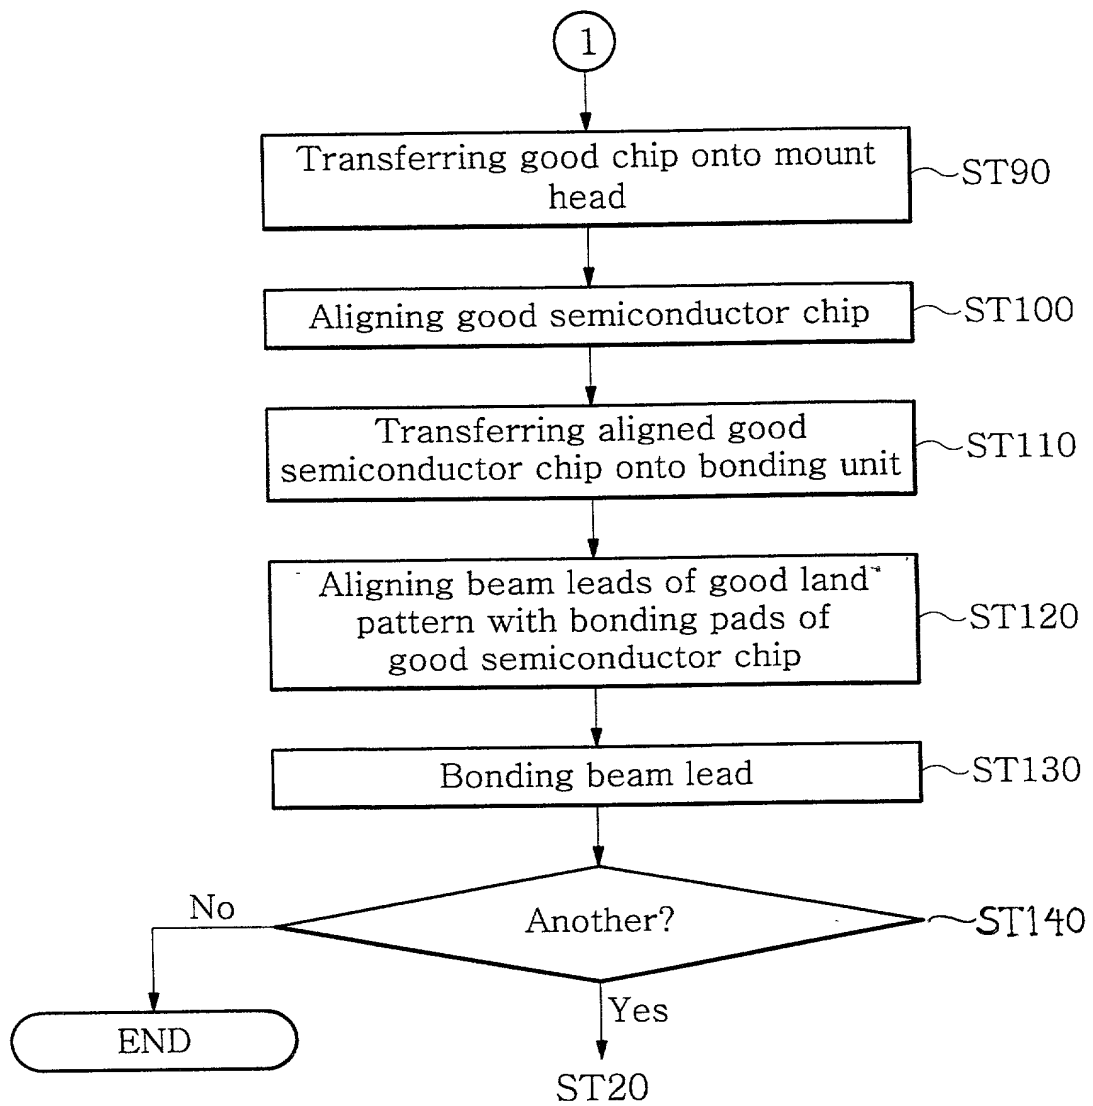 1
Transferring good chip onto mount
head
ST90
Aligning good semiconductor chip
ST100
Transferring aligned good
semiconductor chip onto bonding unit
ST110
Aligning beam leads of good land
pattern with bonding pads of
good semiconductor chip
ST120
Bonding beam lead
ST130
Another?
ST140
No
END
Yes
ST20